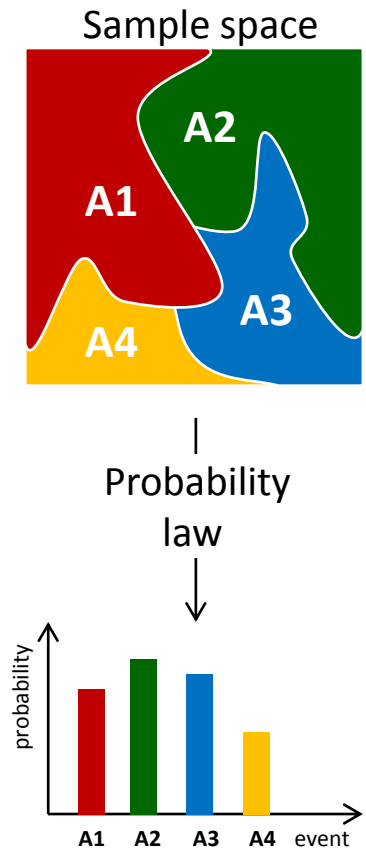 Sample space
A2
A1
A3
A4
Probability
law
probability
A1 A2 A3 A4 event